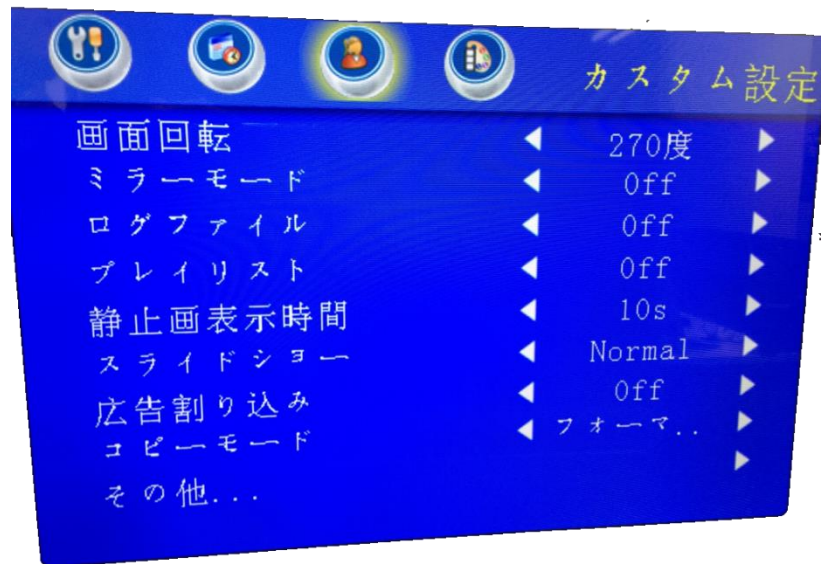 カスタム設定
画面回転 270度
ミラーモード Off
ログファイル Off
プレイリスト Off
静止画表示時間 10s
スライドショー Normal
広告割り込み Off
コピーモード フォーマ..
その他...